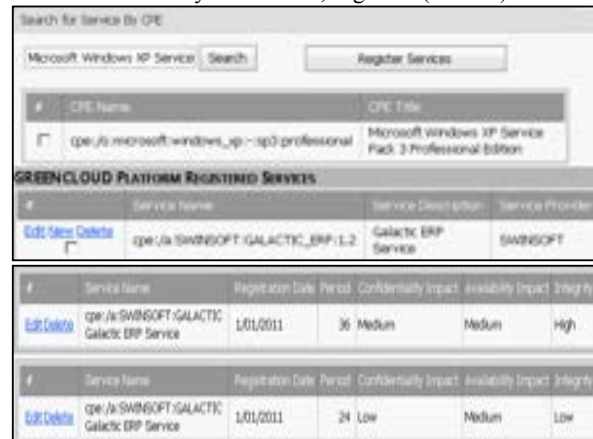 Search for Service By CPE
Microsoft Windows XP Service Search Register Services
# CPE Name CPE Title
cpe:/o:microsoft:windows_xp:-:sp3:professional Microsoft Windows XP Service
Pack 3 Professional Edition
GREENCLOUD PLATFORM REGISTERED SERVICES
# Service Name Service Description Service Provider
Edit New Delete cpe:/a:SWINSOFT:GALACTIC_ERP:1.2 Galactic ERP
Service SWINSOFT
# Service Name Registration Date Period Confidentiality Impact Availability Impact Integrity
Edit Delete cpe:/a:SWINSOFT:GALACTIC
Galactic ERP Service 1/01/2011 36 Medium Medium High
# Service Name Registration Date Period Confidentiality Impact Availability Impact Integrity
Edit Delete cpe:/a:SWINSOFT:GALACTIC
Galactic ERP Service 1/01/2011 24 Low Medium Low